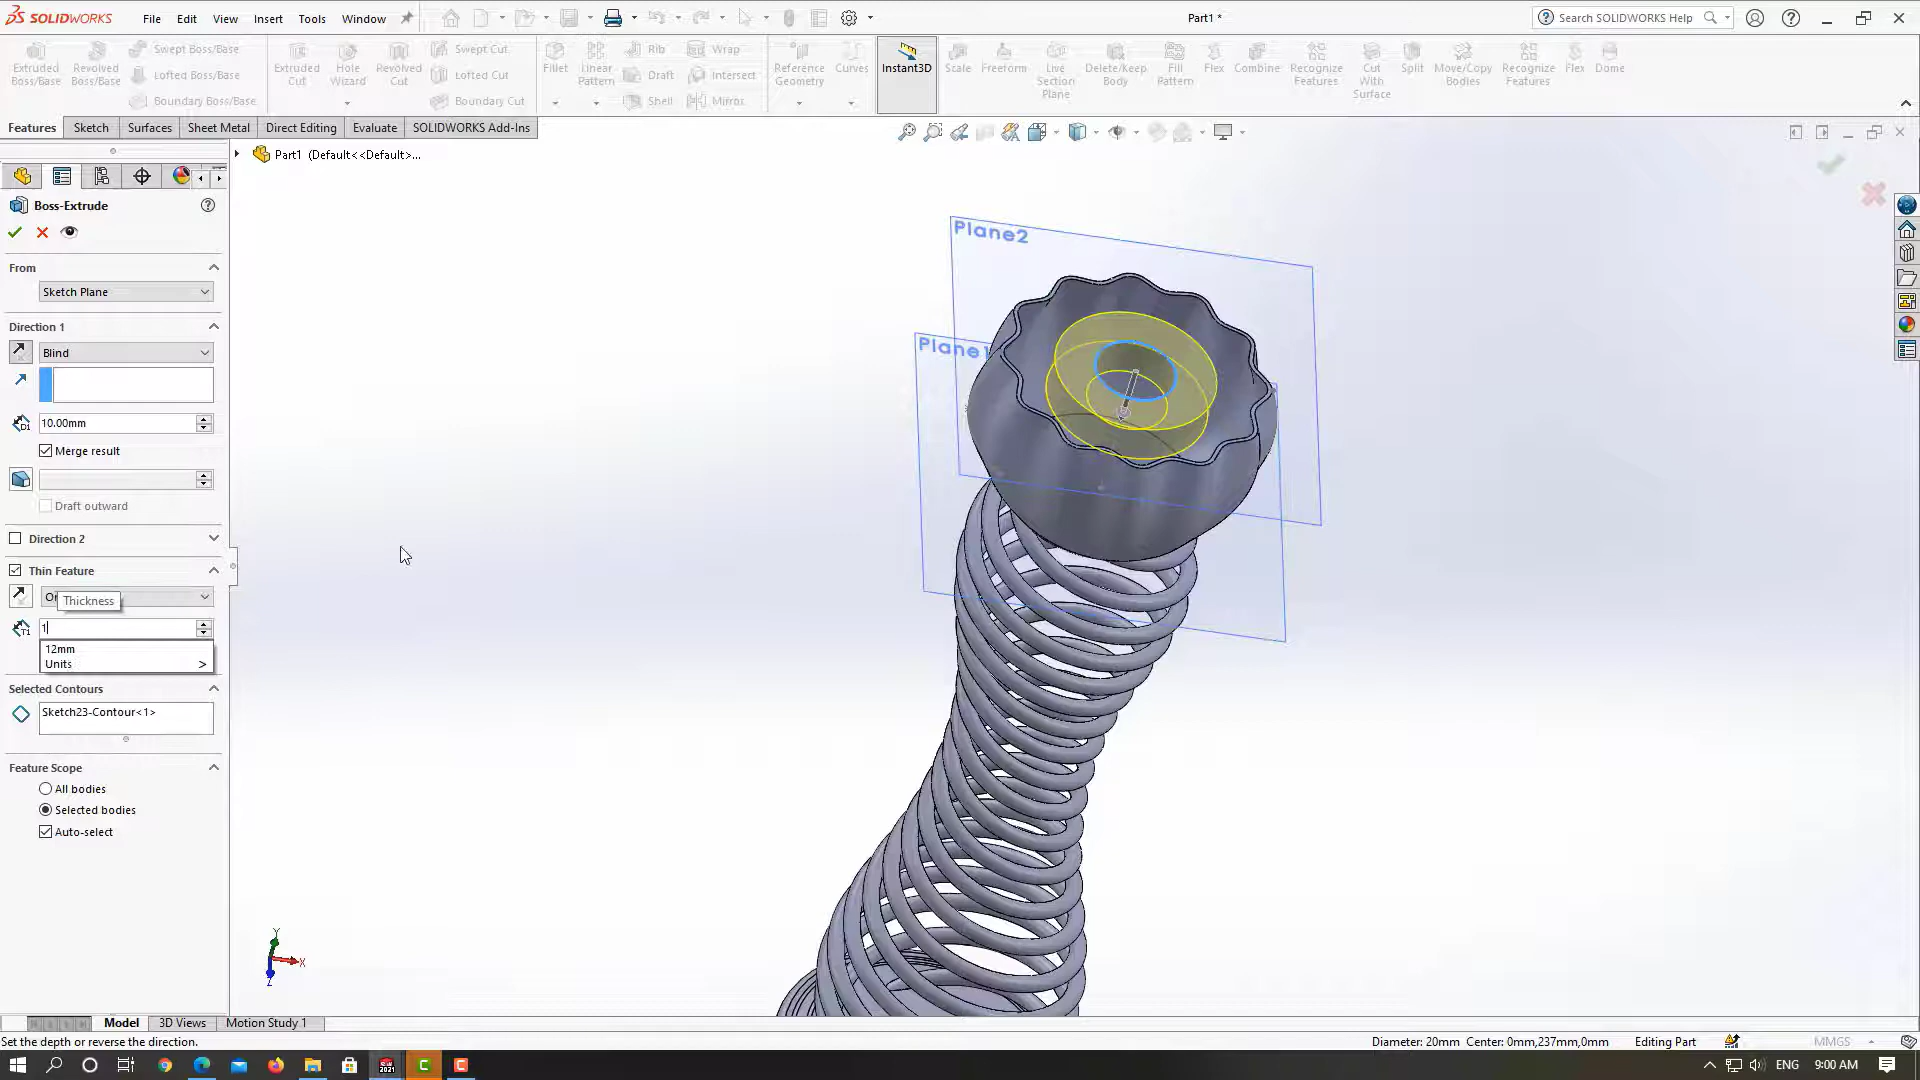 SOLIDWORKS File Edit View Insert Tools Window Part1 * Search SOLIDWORKS Help
Extruded Boss/Base
Revolved Boss/Base
Swept Boss/Base
Lofted Boss/Base
Boundary Boss/Base
Extruded Cut
Hole Wizard
Revolved Cut
Swept Cut
Lofted Cut
Boundary Cut
Fillet
Linear Pattern
Rib
Draft
Shell
Wrap
Intersect
Mirror
Reference Geometry
Curves
Instant3D
Scale
Freeform
Live Section Plane
Delete/Keep Body
Fill Pattern
Flex
Combine
Recognize Features
Cut With Surface
Split
Move/Copy Bodies
Recognize Features
Flex
Dome
Features Sketch Surfaces Sheet Metal Direct Editing Evaluate SOLIDWORKS Add-Ins
Part1 (Default<<Default>...
Boss-Extrude
From
Sketch Plane
Direction 1
Blind
10.00mm
Merge result
Draft outward
Direction 2
Thin Feature
Thickness
1
12mm
Units >
Selected Contours
Sketch23-Contour<1>
Feature Scope
All bodies
Selected bodies
Auto-select
Plane2
Plane1
Y
X
Z
Model 3D Views Motion Study 1
Set the depth or reverse the direction. Diameter: 20mm Center: 0mm,237mm,0mm Editing Part MMGS
ENG 9:00 AM